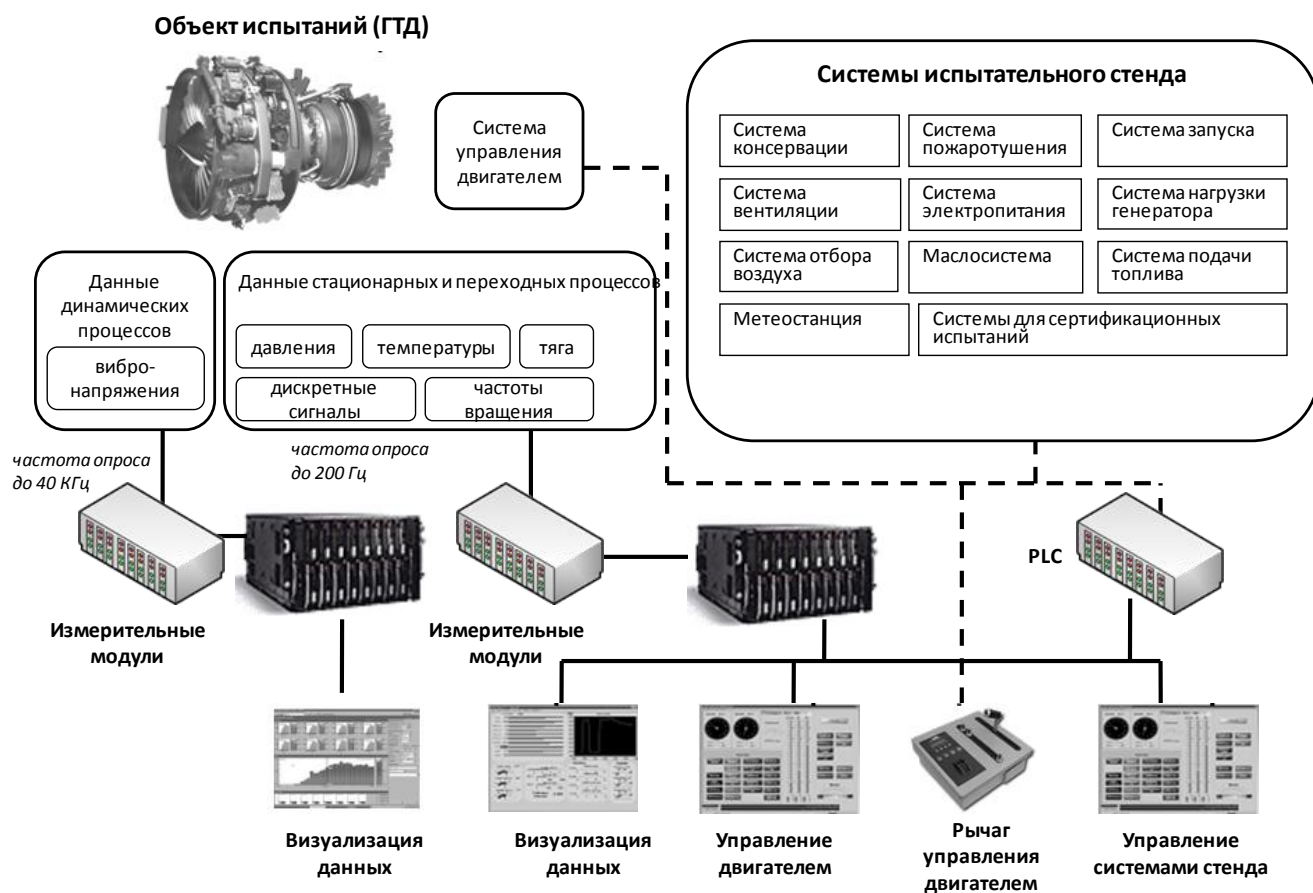 Объект испытаний (ГТД)
Система
управления
двигателем
Системы испытательного стенда
Система
консервации
Система
пожаротушения
Система запуска
Система
вентиляции
Система
электропитания
Система нагрузки
генератора
Система отбора
воздуха
Маслосистема
Система подачи
топлива
Метеостанция
Системы для сертификационных
испытаний
Данные
динамических
процессов
вибро-
напряжения
Данные стационарных и переходных процессов
давления
температуры
тяга
дискретные
сигналы
частоты
вращения
частота опроса
до 40 КГц
частота опроса
до 200 Гц
PLC
Измерительные
модули
Измерительные
модули
Визуализация
данных
Визуализация
данных
Управление
двигателем
Рычаг
управления
двигателем
Управление
системами стенда